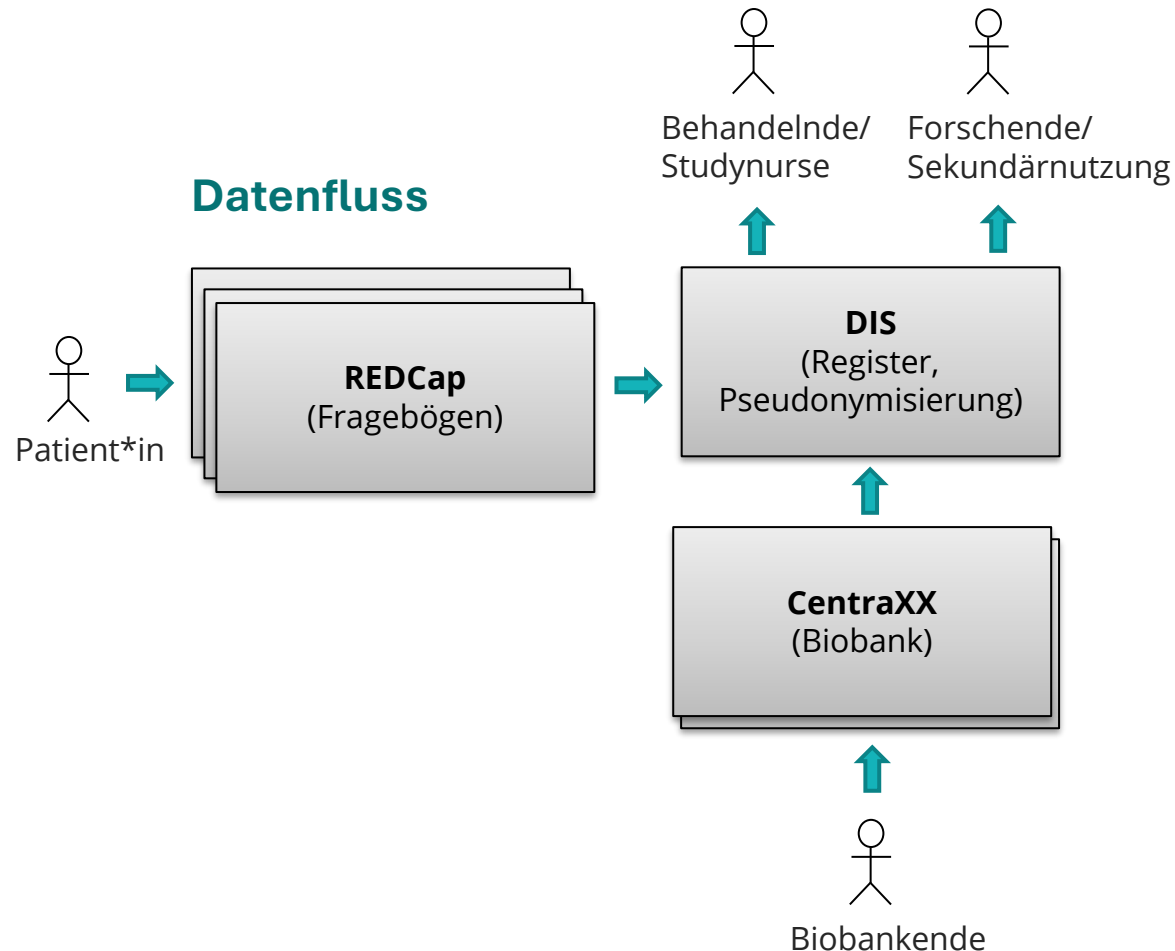 Behandelnde/
Studynurse
Forschende/
Sekundärnutzung
Datenfluss
Patient*in
REDCap
(Fragebögen)
DIS
(Register,
Pseudonymisierung)
CentraXX
(Biobank)
Biobankende